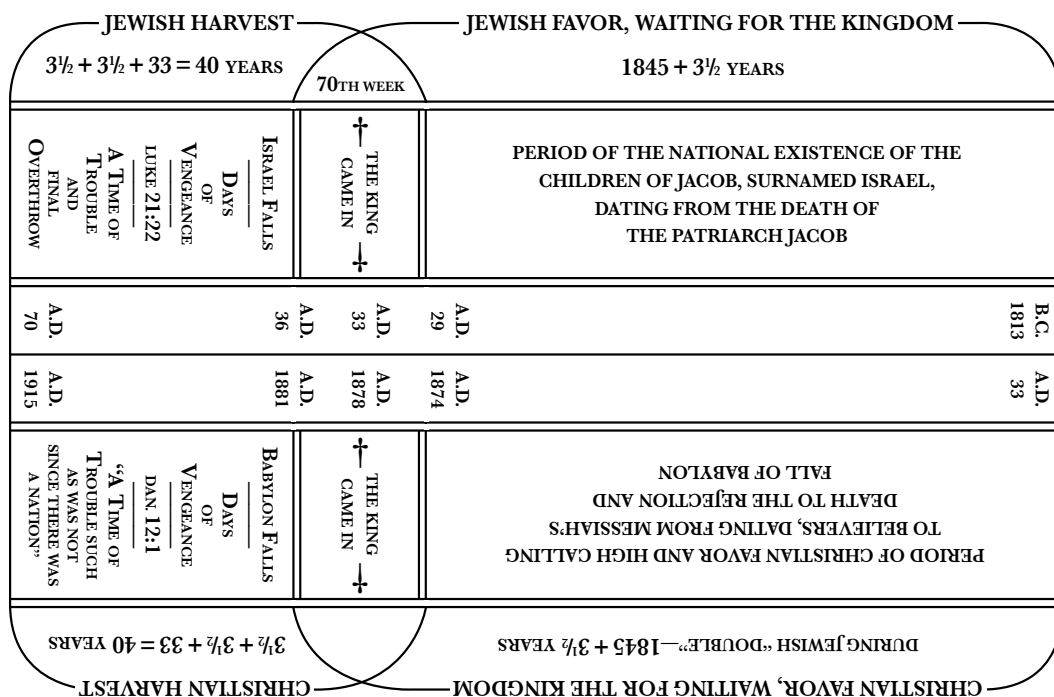 JEWISH HARVEST
3½ + 3½ + 33 = 40 YEARS
70TH WEEK
JEWISH FAVOR, WAITING FOR THE KINGDOM
1845 + 3½ YEARS
ISRAEL FALLS
DAYS
OF
VENGEANCE
LUKE 21:22
A TIME OF
TROUBLE
AND
FINAL
OVERTHROW
† THE KING †
CAME IN
PERIOD OF THE NATIONAL EXISTENCE OF THE
CHILDREN OF JACOB, SURNAMED ISRAEL,
DATING FROM THE DEATH OF
THE PATRIARCH JACOB
A.D.
70
A.D.
36
A.D.
33
A.D.
29
B.C.
1813
A.D.
1915
A.D.
1881
A.D.
1878
A.D.
1874
A.D.
33
BABYLON FALLS
DAYS
OF
VENGEANCE
DAN. 12:1
“A TIME OF
TROUBLE SUCH
AS WAS NOT
SINCE THERE WAS
A NATION”
† THE KING †
CAME IN
PERIOD OF CHRISTIAN FAVOR AND HIGH CALLING
TO BELIEVERS, DATING FROM MESSIAH’S
DEATH TO THE REJECTION AND
FALL OF BABYLON
CHRISTIAN HARVEST
3½ + 3½ + 33 = 40 YEARS
CHRISTIAN FAVOR, WAITING FOR THE KINGDOM
DURING JEWISH “DOUBLE”—1845 + 3½ YEARS